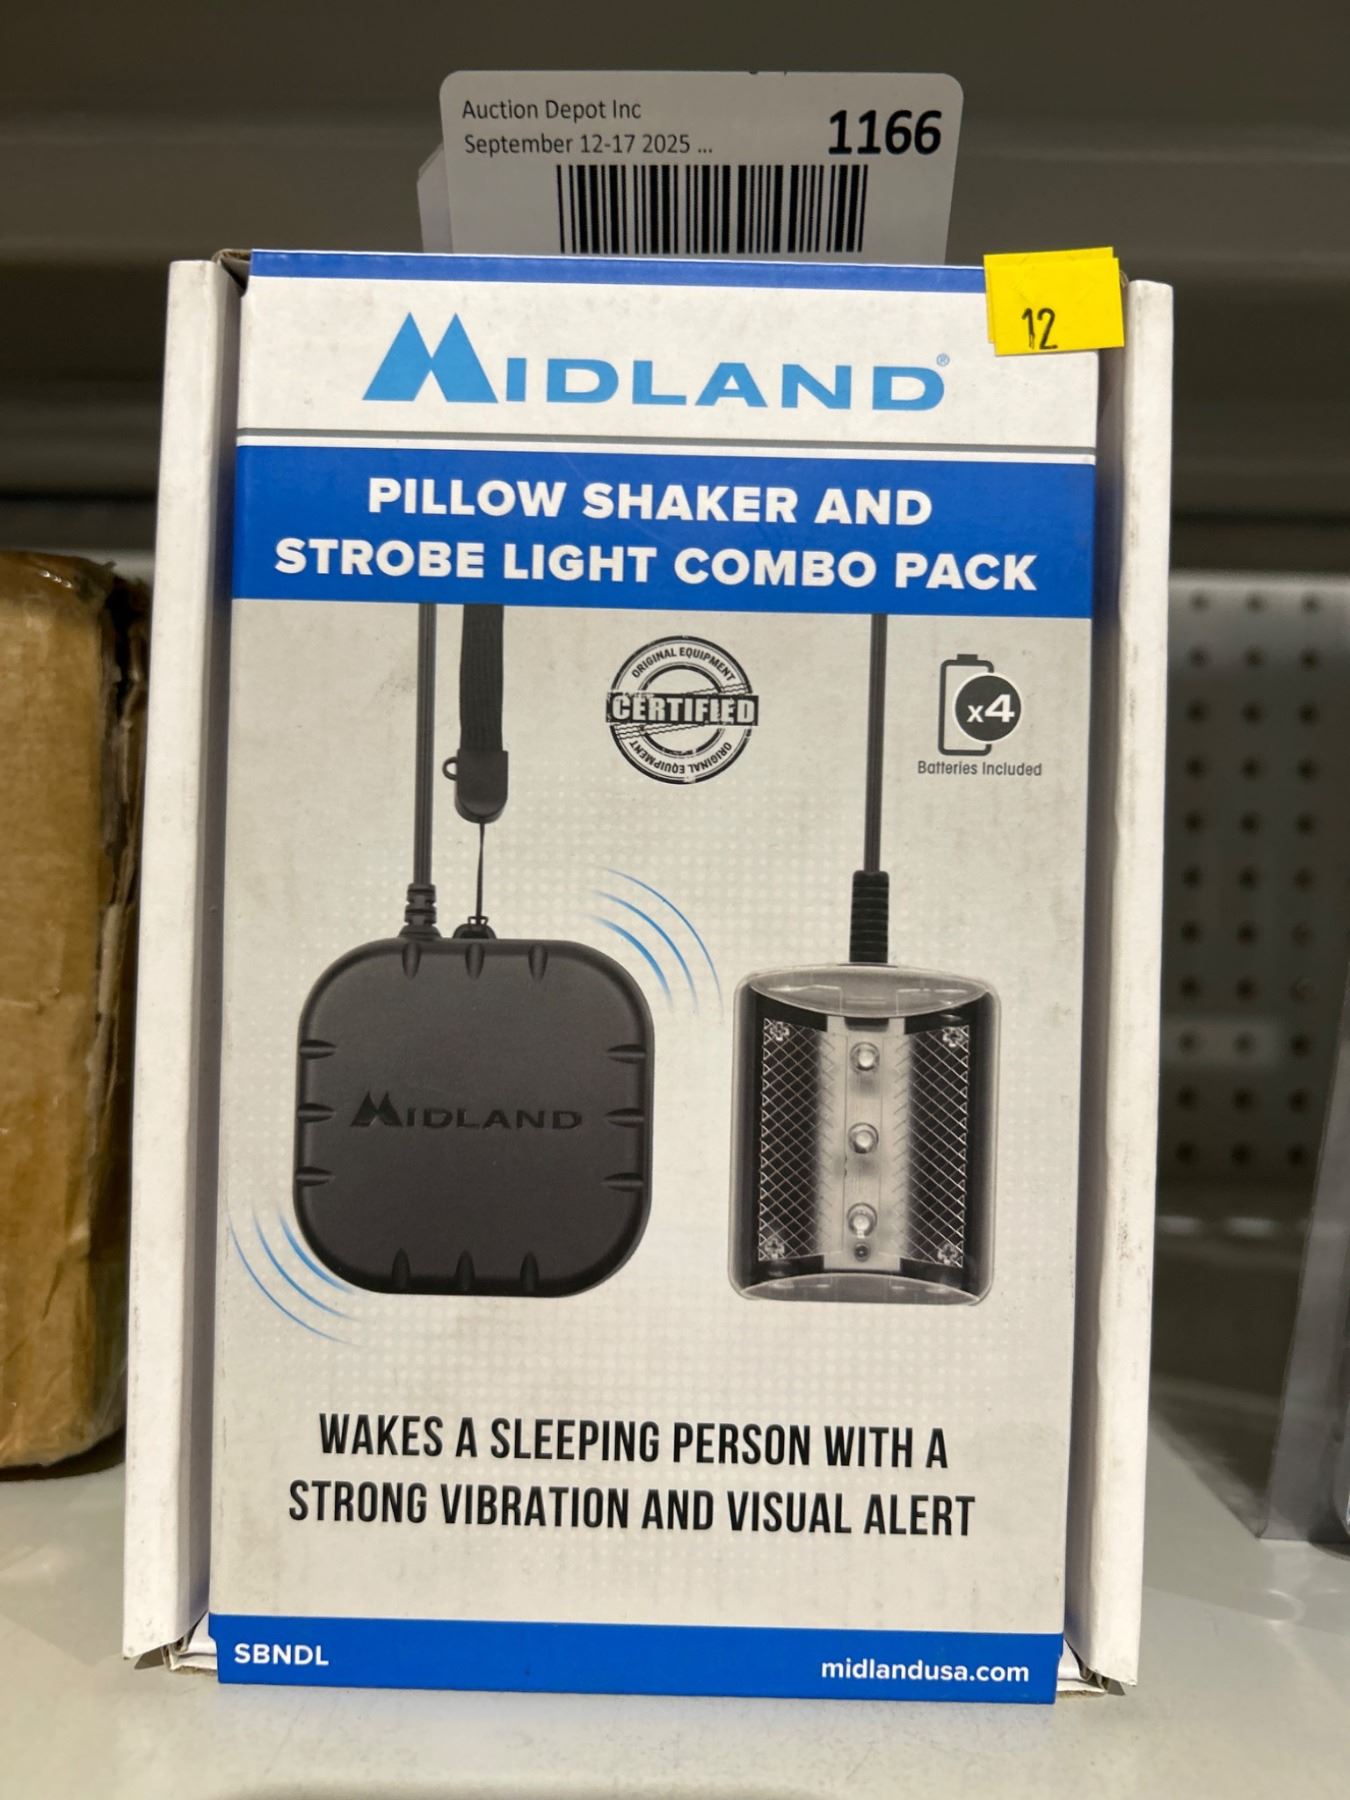 Auction Depot Inc
September 12-17 2025 ...
1166
12
MIDLAND®
PILLOW SHAKER AND
STROBE LIGHT COMBO PACK
ORIGINAL EQUIPMENT
CERTIFIED
ORIGINAL EQUIPMENT
x4
Batteries Included
MIDLAND
WAKES A SLEEPING PERSON WITH A
STRONG VIBRATION AND VISUAL ALERT
SBNDL
midlandusa.com